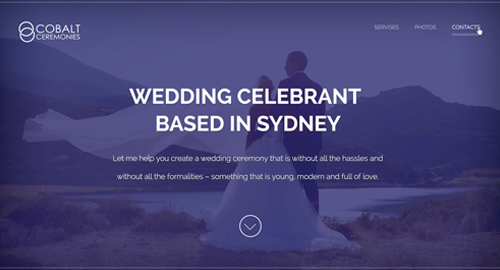 COBALT
CEREMONIES
SERVISES PHOTOS CONTACTS
WEDDING CELEBRANT
BASED IN SYDNEY
Let me help you create a wedding ceremony that is without all the hassles and
without all the formalities – something that is young, modern and full of love.